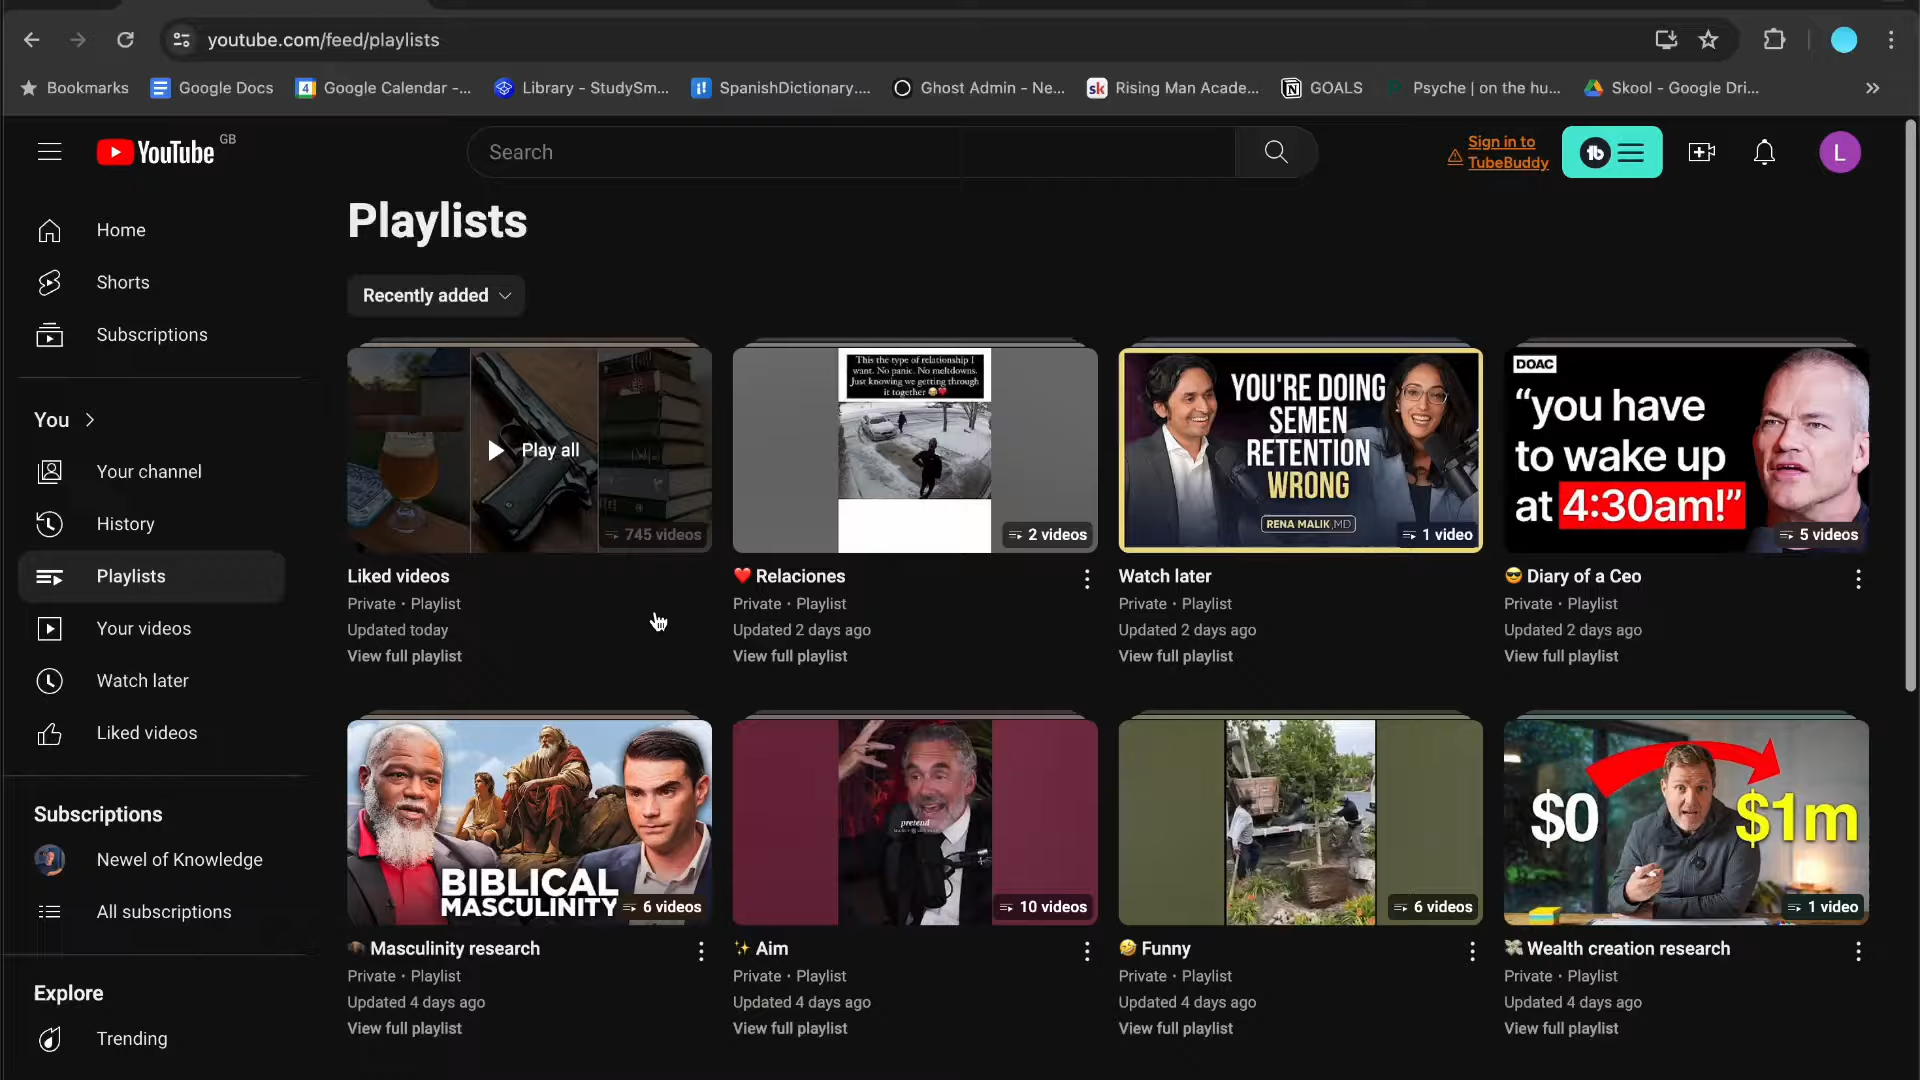 youtube.com/feed/playlists
Bookmarks
Google Docs
Google Calendar -...
Library - StudySm...
SpanishDictionary....
Ghost Admin - Ne...
Rising Man Acade...
GOALS
Psyche | on the hu...
Skool - Google Dri...
YouTube GB
Search
Sign in to
TubeBuddy
L
Home
Shorts
Subscriptions
You
Your channel
History
Playlists
Your videos
Watch later
Liked videos
Subscriptions
Newel of Knowledge
All subscriptions
Explore
Trending
Playlists
Recently added
Play all
745 videos
Liked videos
Private • Playlist
Updated today
View full playlist
This the type of relationship I
want. No panic. No meltdowns.
Just knowing we getting through
it together 😂❤️
2 videos
❤️ Relaciones
Private • Playlist
Updated 2 days ago
View full playlist
YOU'RE DOING
SEMEN
RETENTION
WRONG
RENA MALIK, MD
1 video
Watch later
Private • Playlist
Updated 2 days ago
View full playlist
DOAC
“you have
to wake up
at 4:30am!”
5 videos
😎 Diary of a Ceo
Private • Playlist
Updated 2 days ago
View full playlist
BIBLICAL
MASCULINITY
6 videos
Masculinity research
Private • Playlist
Updated 4 days ago
View full playlist
pretend
10 videos
✨ Aim
Private • Playlist
Updated 4 days ago
View full playlist
6 videos
🤣 Funny
Private • Playlist
Updated 4 days ago
View full playlist
$0
$1m
1 video
💸 Wealth creation research
Private • Playlist
Updated 4 days ago
View full playlist